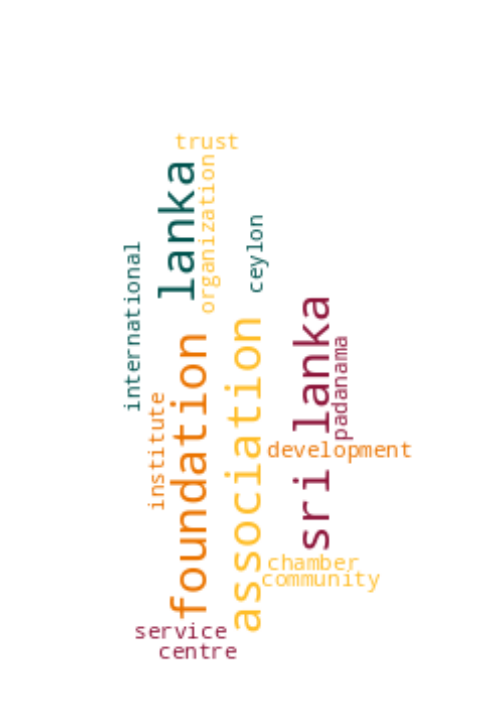 trust
lanka
organization
ceylon
international
sri lanka
association
foundation
padanama
institute
development
chamber
community
service
centre